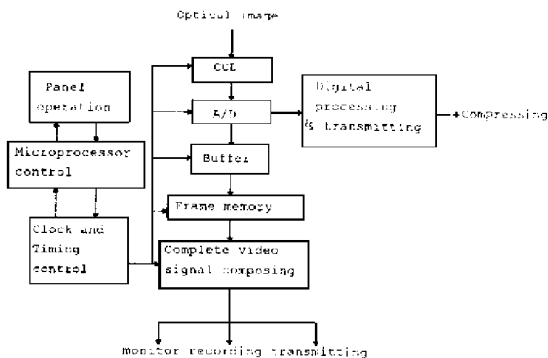 Optical image
CCD
Panel
operation
A/D
Digital
processing
& transmitting
Compressing
Microprocessor
control
Buffer
Frame memory
Clock and
Timing
control
Complete video
signal composing
monitor recording transmitting